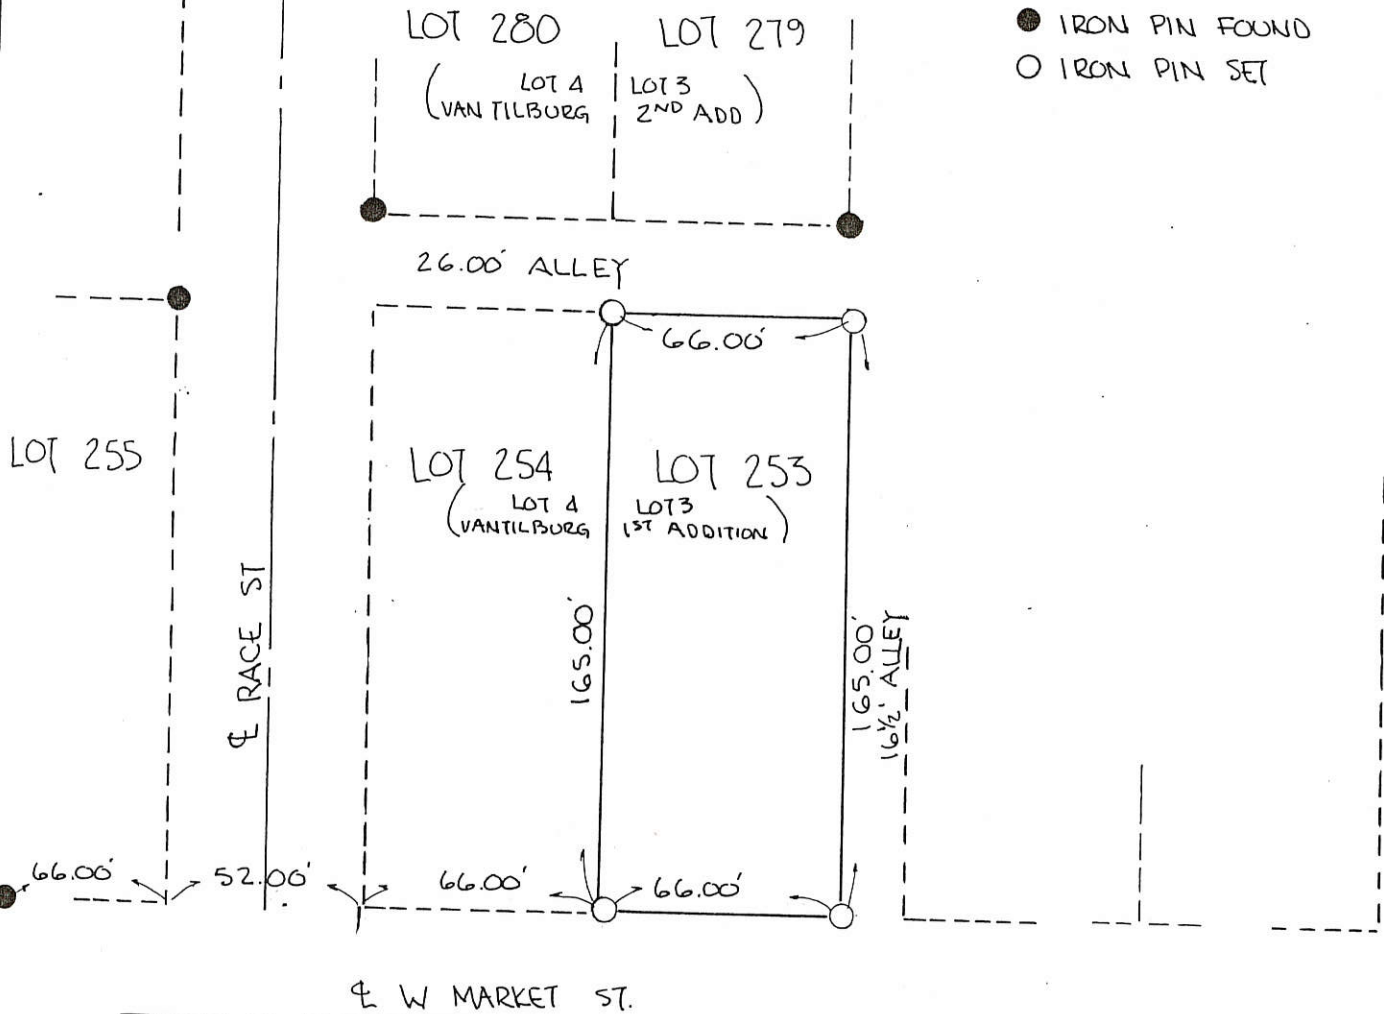 LOT 280
LOT 279
IRON PIN FOUND
IRON PIN SET
LOT 4
LOT 3
(VAN TILBURG
2ND ADD)
26.00' ALLEY
66.00'
LOT 255
LOT 254
LOT 253
LOT 4
LOT 3
(VANTILBURG
1ST ADDITION)
℄ RACE ST
165.00'
165.00'
16½' ALLEY
66.00'
52.00'
66.00'
66.00'
℄ W MARKET ST.